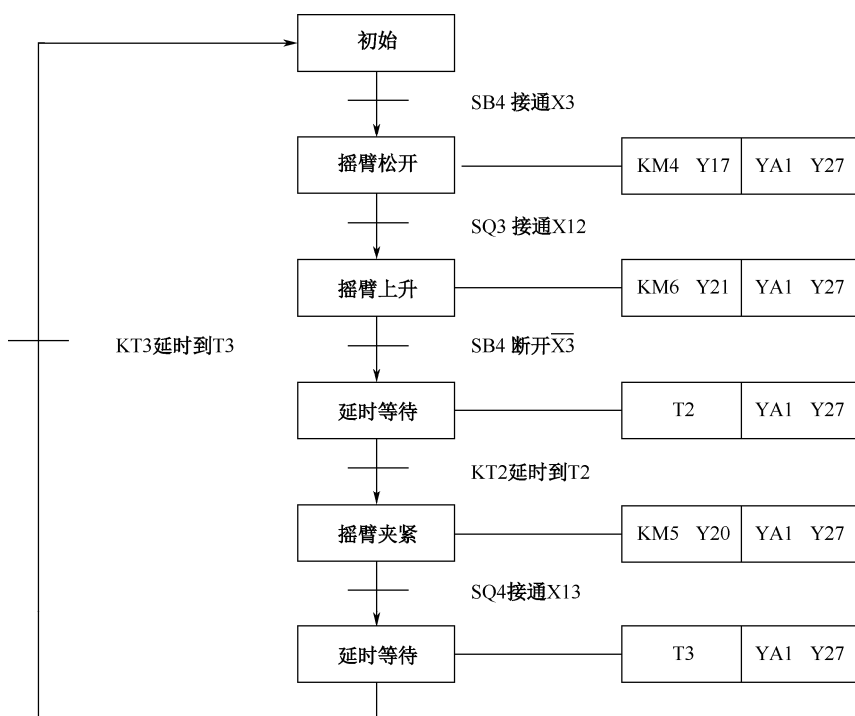 初始
SB4 接通X3
摇臂松开
KM4 Y17 YA1 Y27
SQ3 接通X12
摇臂上升
KM6 Y21 YA1 Y27
KT3延时到T3
SB4 断开X̅3̅
延时等待
T2 YA1 Y27
KT2延时到T2
摇臂夹紧
KM5 Y20 YA1 Y27
SQ4接通X13
延时等待
T3 YA1 Y27